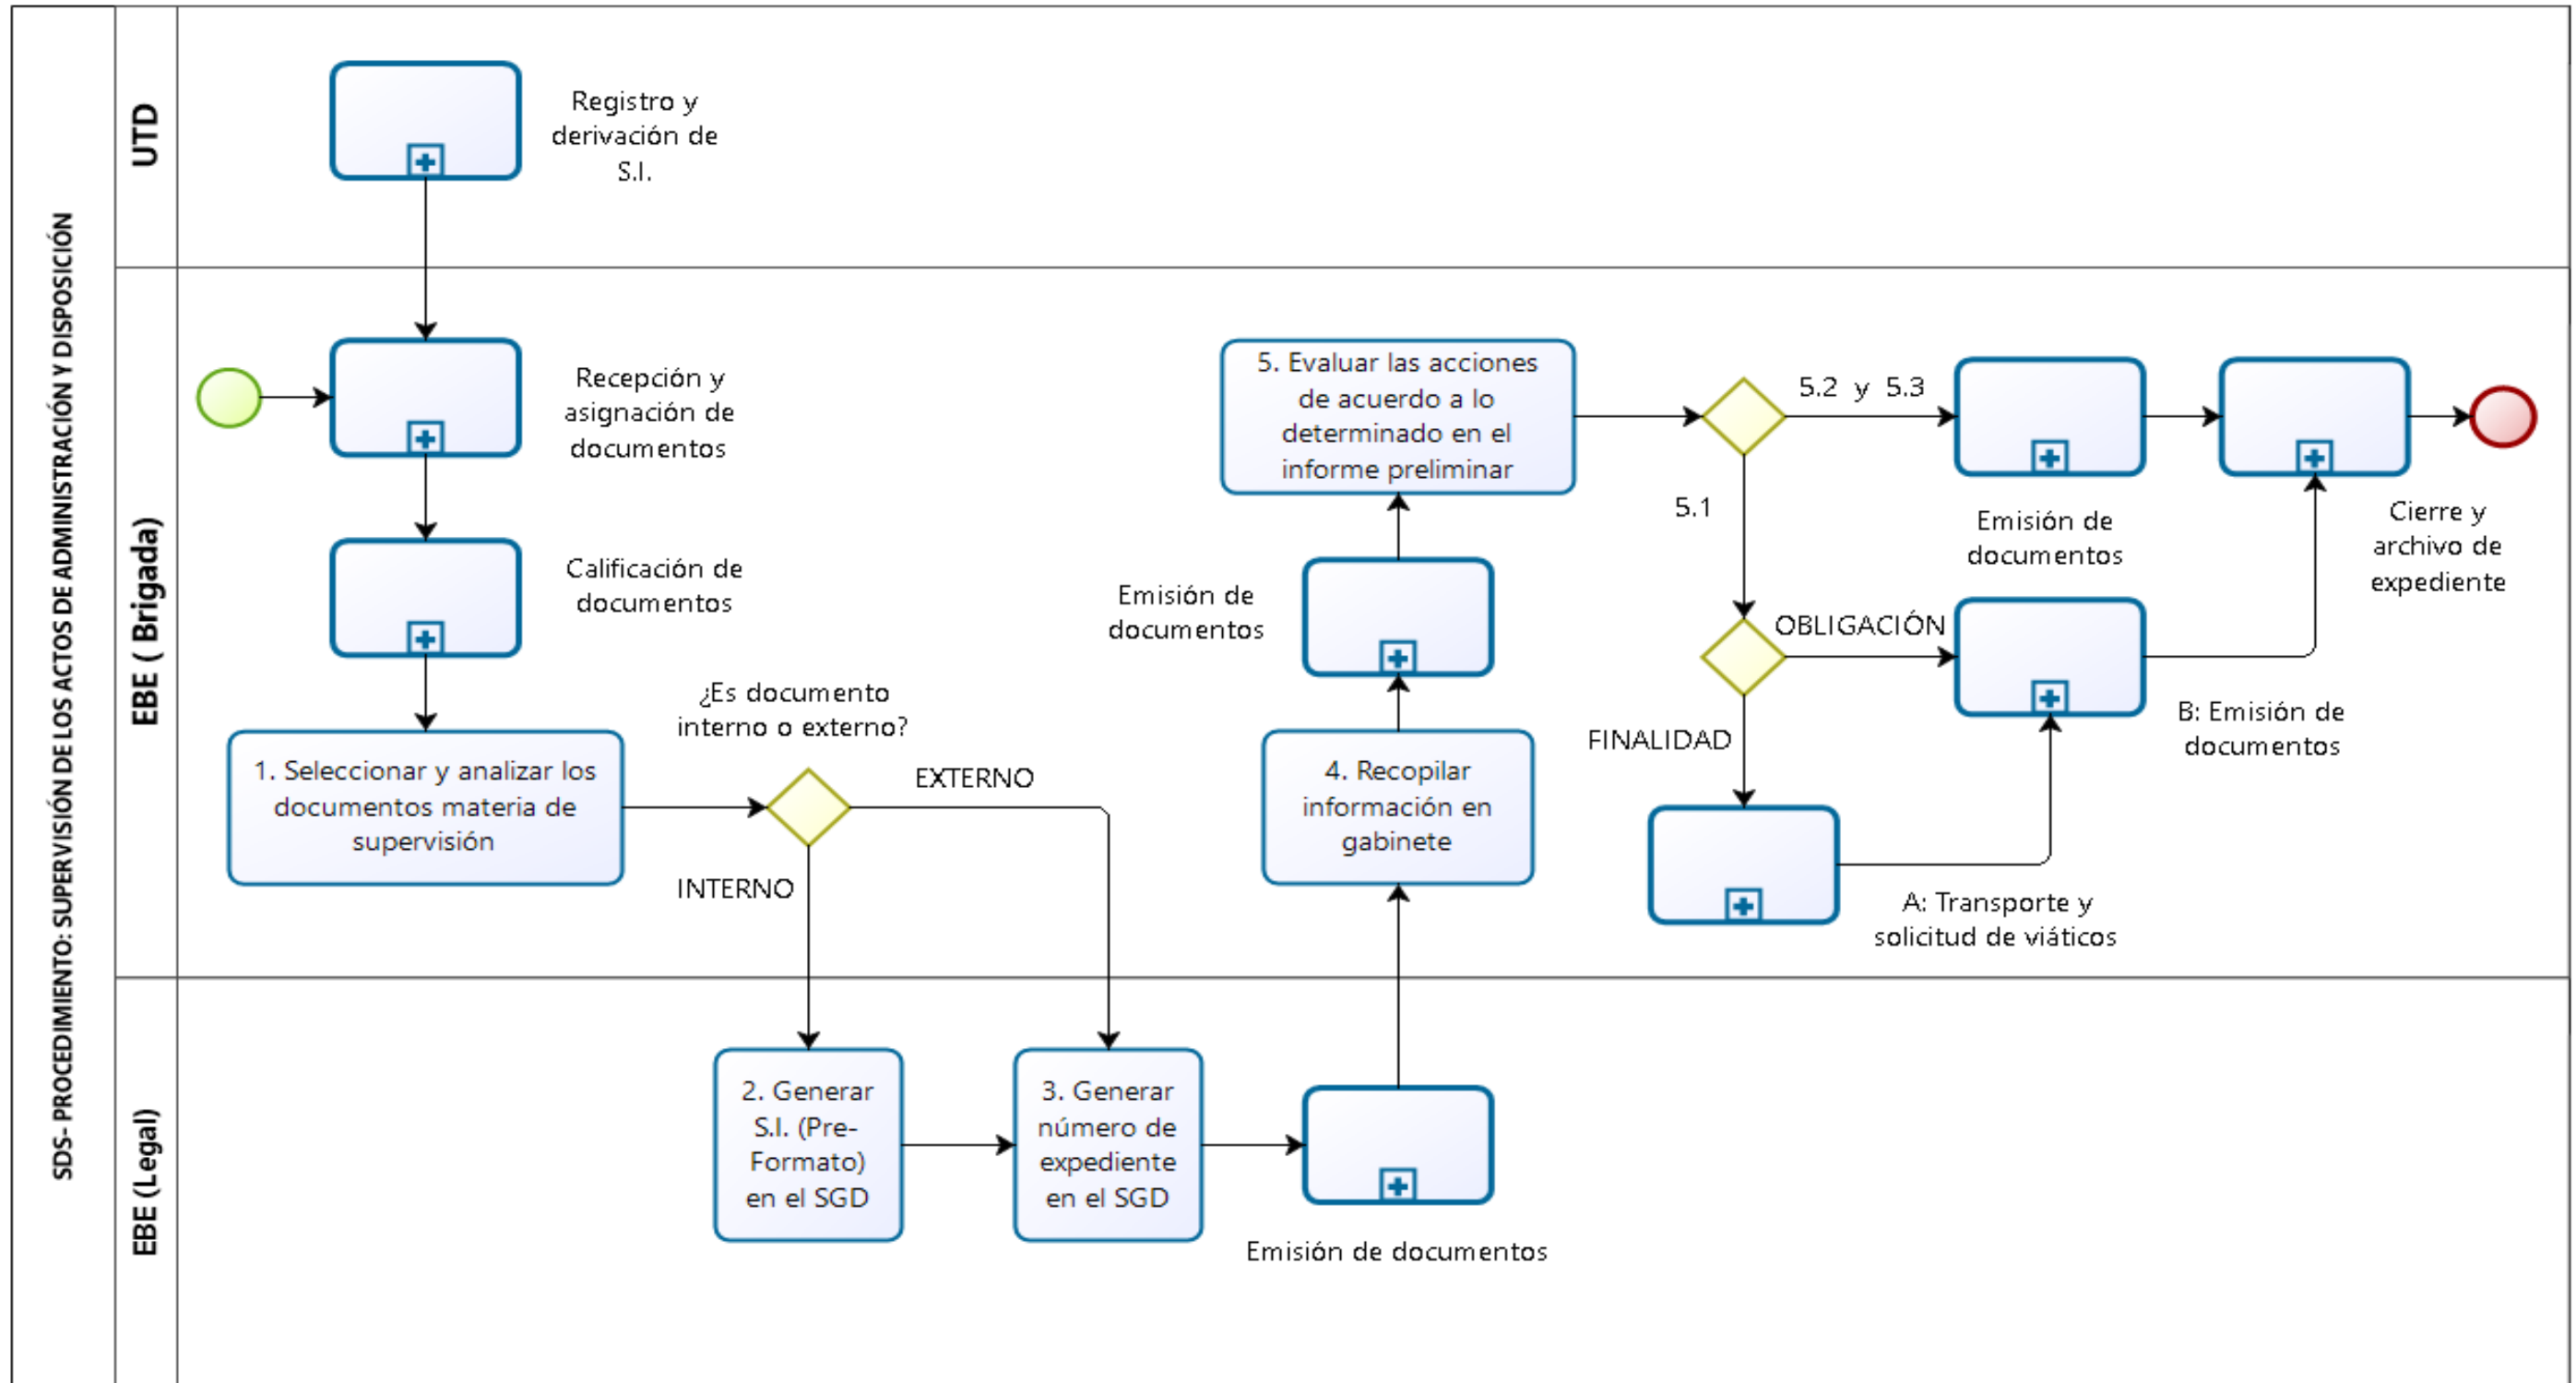 SDS- PROCEDIMIENTO: SUPERVISIÓN DE LOS ACTOS DE ADMINISTRACIÓN Y DISPOSICIÓN
UTD
Registro y
derivación de
S.I.
EBE ( Brigada)
Recepción y
asignación de
documentos
Calificación de
documentos
1. Seleccionar y analizar los
documentos materia de
supervisión
¿Es documento
interno o externo?
EXTERNO
INTERNO
5. Evaluar las acciones
de acuerdo a lo
determinado en el
informe preliminar
Emisión de
documentos
4. Recopilar
información en
gabinete
5.2 y 5.3
5.1
Emisión de
documentos
Cierre y
archivo de
expediente
OBLIGACIÓN
FINALIDAD
B: Emisión de
documentos
A: Transporte y
solicitud de viáticos
EBE (Legal)
2. Generar
S.I. (Pre-
Formato)
en el SGD
3. Generar
número de
expediente
en el SGD
Emisión de documentos